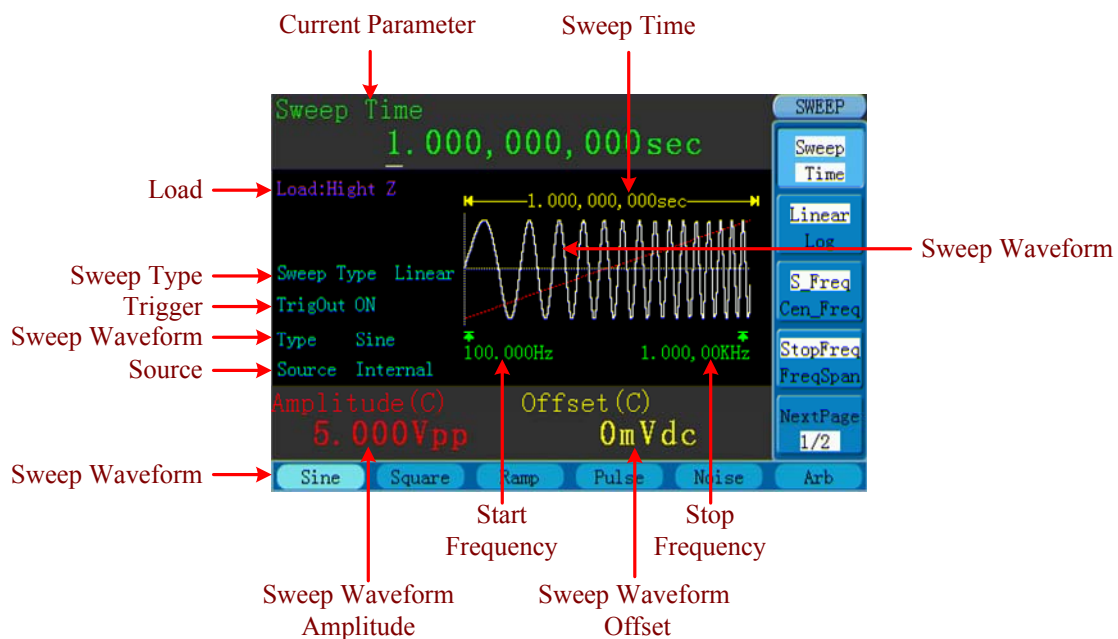 Current Parameter
Sweep Time
Sweep Time
1.000,000,000sec
SWEEP
Sweep
Time
Load
Load:Hight Z
1.000,000,000sec
Linear
Log
Sweep Waveform
Sweep Type
Sweep Type Linear
S_Freq
Cen_Freq
Trigger
TrigOut ON
Sweep Waveform
Type Sine
100.000Hz
1.000,00KHz
StopFreq
FreqSpan
Source
Source Internal
Amplitude(C)
Offset(C)
5.000Vpp
0mVdc
NextPage
1/2
Sweep Waveform
Sine
Square
Ramp
Pulse
Noise
Arb
Start
Frequency
Stop
Frequency
Sweep Waveform
Amplitude
Sweep Waveform
Offset